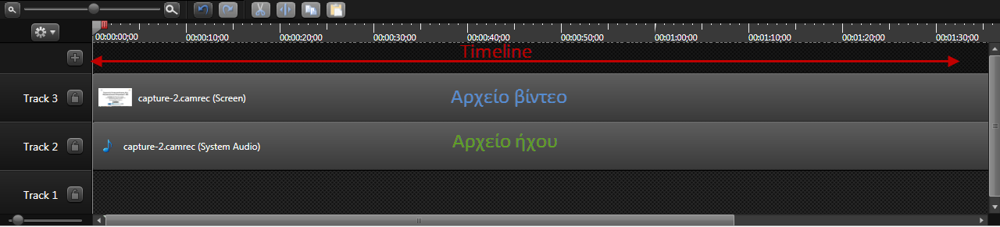 00:00:00;00 00:00:10;00 00:00:20;00 00:00:30;00 00:00:40;00 00:00:50;00 00:01:00;00 00:01:10;00 00:01:20;00 00:01:30;00
Timeline
Track 3 capture-2.camrec (Screen) Αρχείο βίντεο
Track 2 capture-2.camrec (System Audio) Αρχείο ήχου
Track 1